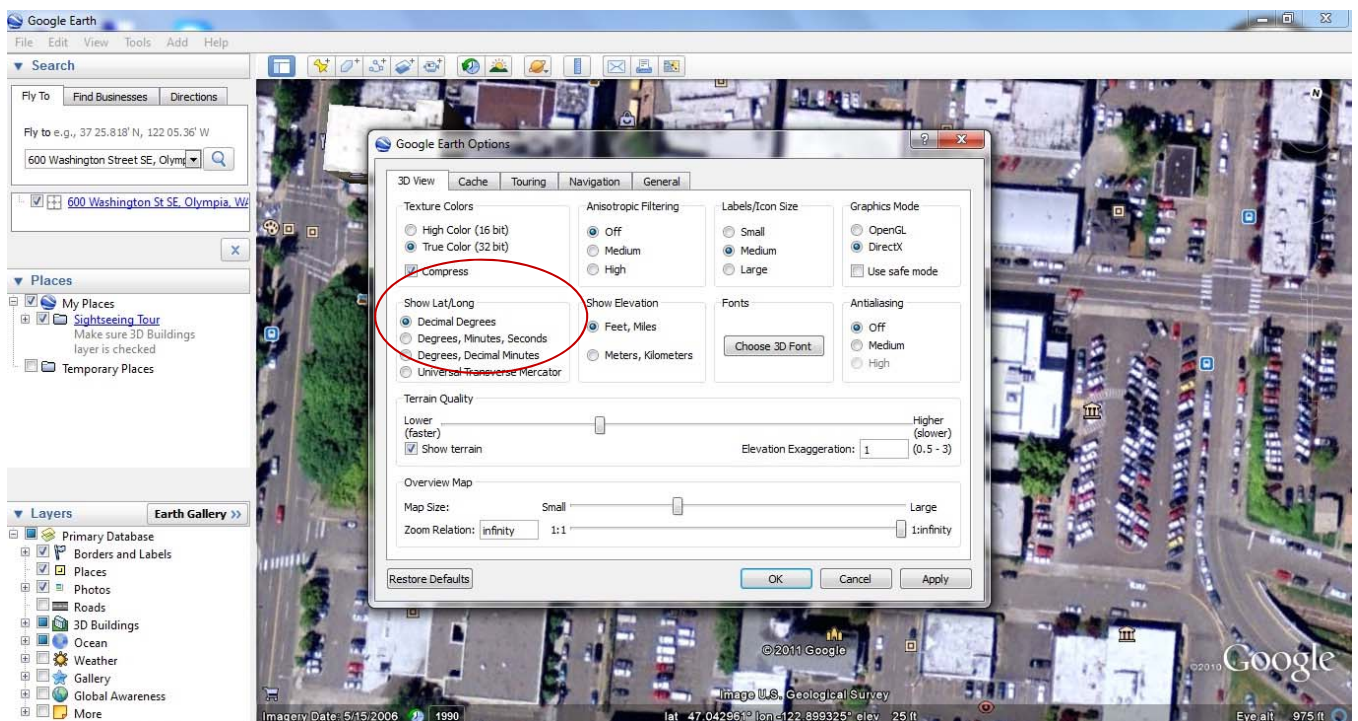 Google Earth
File Edit View Tools Add Help
Search
Fly To Find Businesses Directions
Fly to e.g., 37 25.818' N, 122 05.36' W
600 Washington Street SE, Olymp
600 Washington St SE, Olympia, WA
Places
My Places
Sightseeing Tour
Make sure 3D Buildings
layer is checked
Temporary Places
Layers Earth Gallery >>
Primary Database
Borders and Labels
Places
Photos
Roads
3D Buildings
Ocean
Weather
Gallery
Global Awareness
More
Google Earth Options
3D View Cache Touring Navigation General
Texture Colors
High Color (16 bit)
True Color (32 bit)
Compress
Anisotropic Filtering
Off
Medium
High
Labels/Icon Size
Small
Medium
Large
Graphics Mode
OpenGL
DirectX
Use safe mode
Show Lat/Long
Decimal Degrees
Degrees, Minutes, Seconds
Degrees, Decimal Minutes
Universal Transverse Mercator
Show Elevation
Feet, Miles
Meters, Kilometers
Fonts
Choose 3D Font
Antialiasing
Off
Medium
High
Terrain Quality
Lower
(faster)
Higher
(slower)
Show terrain
Elevation Exaggeration: 1 (0.5 - 3)
Overview Map
Map Size: Small Large
Zoom Relation: infinity 1:1 1:infinity
Restore Defaults OK Cancel Apply
N
©2011 Google
©2010 Google
Image U.S. Geological Survey
Imagery Date: 5/15/2006 1990 lat 47.042961° lon -122.899325° elev 25 ft Eye alt 975 ft